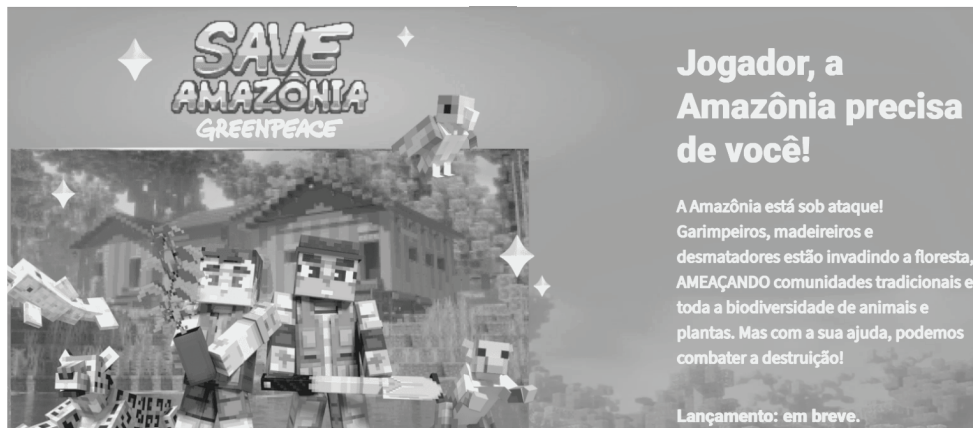 SAVE
AMAZÔNIA
GREENPEACE
Jogador, a
Amazônia precisa
de você!
A Amazônia está sob ataque!
Garimpeiros, madeireiros e
desmatadores estão invadindo a floresta,
AMEAÇANDO comunidades tradicionais e
toda a biodiversidade de animais e
plantas. Mas com a sua ajuda, podemos
combater a destruição!
Lançamento: em breve.